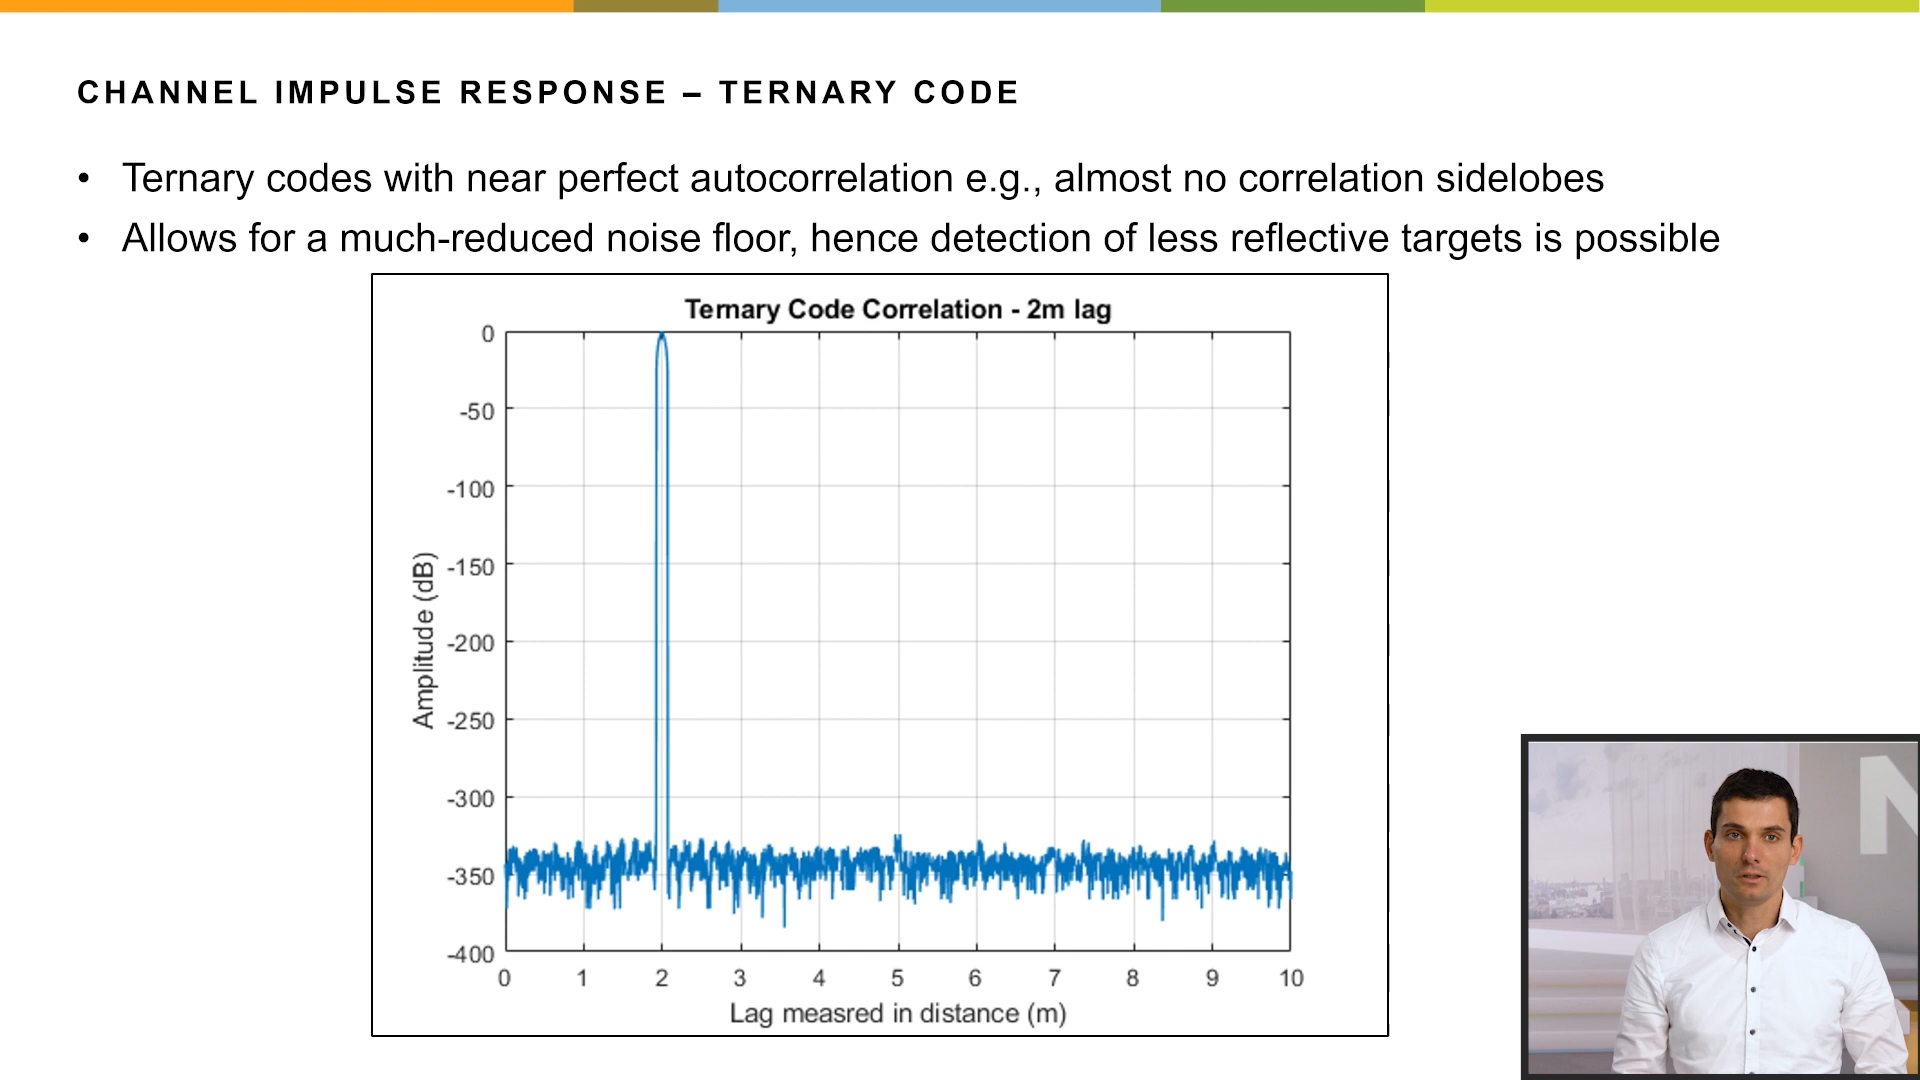 CHANNEL IMPULSE RESPONSE – TERNARY CODE
• Ternary codes with near perfect autocorrelation e.g., almost no correlation sidelobes
• Allows for a much-reduced noise floor, hence detection of less reflective targets is possible
Ternary Code Correlation - 2m lag
0
-50
-100
-150
-200
-250
-300
-350
-400
Amplitude (dB)
0 1 2 3 4 5 6 7 8 9 10
Lag measred in distance (m)
N